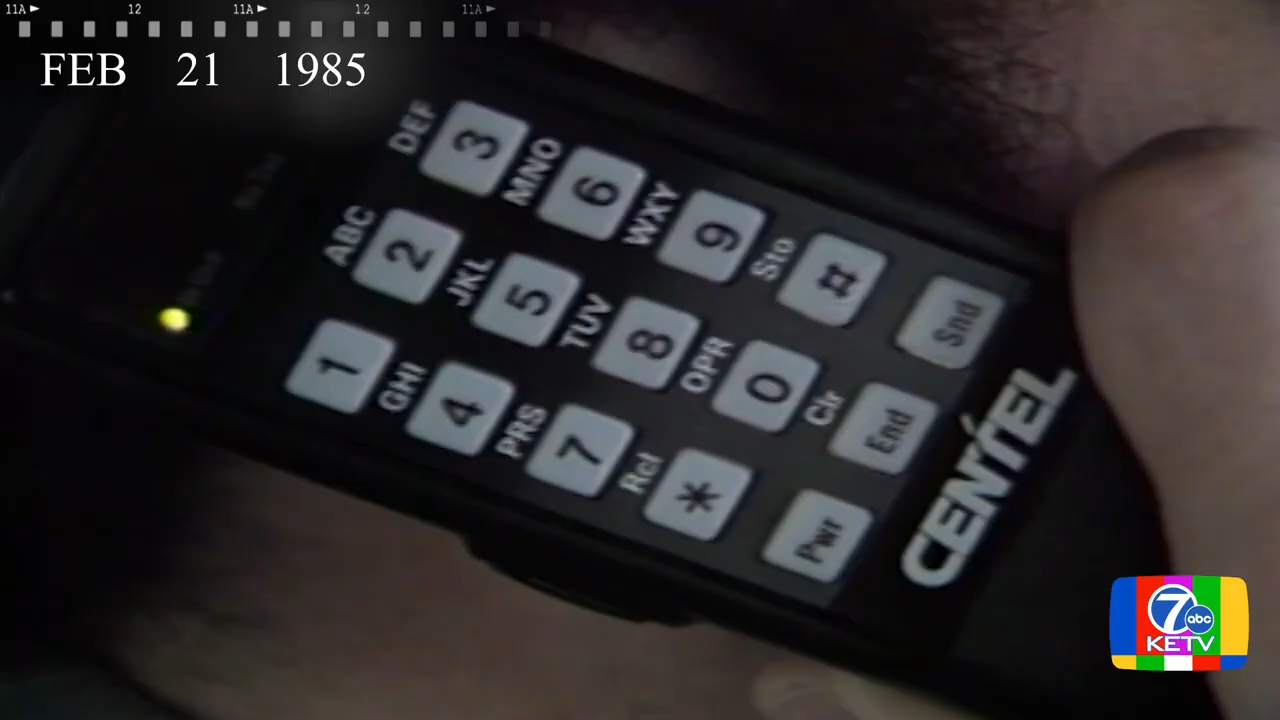 11A 12 11A 12 11A
FEB 21 1985
1 ABC 2 DEF 3
GHI 4 JKL 5 MNO 6
PRS 7 TUV 8 WXY 9
Rcl * OPR 0 Sto #
Pwr Clr End Snd
CENTEL
7 abc
KETV